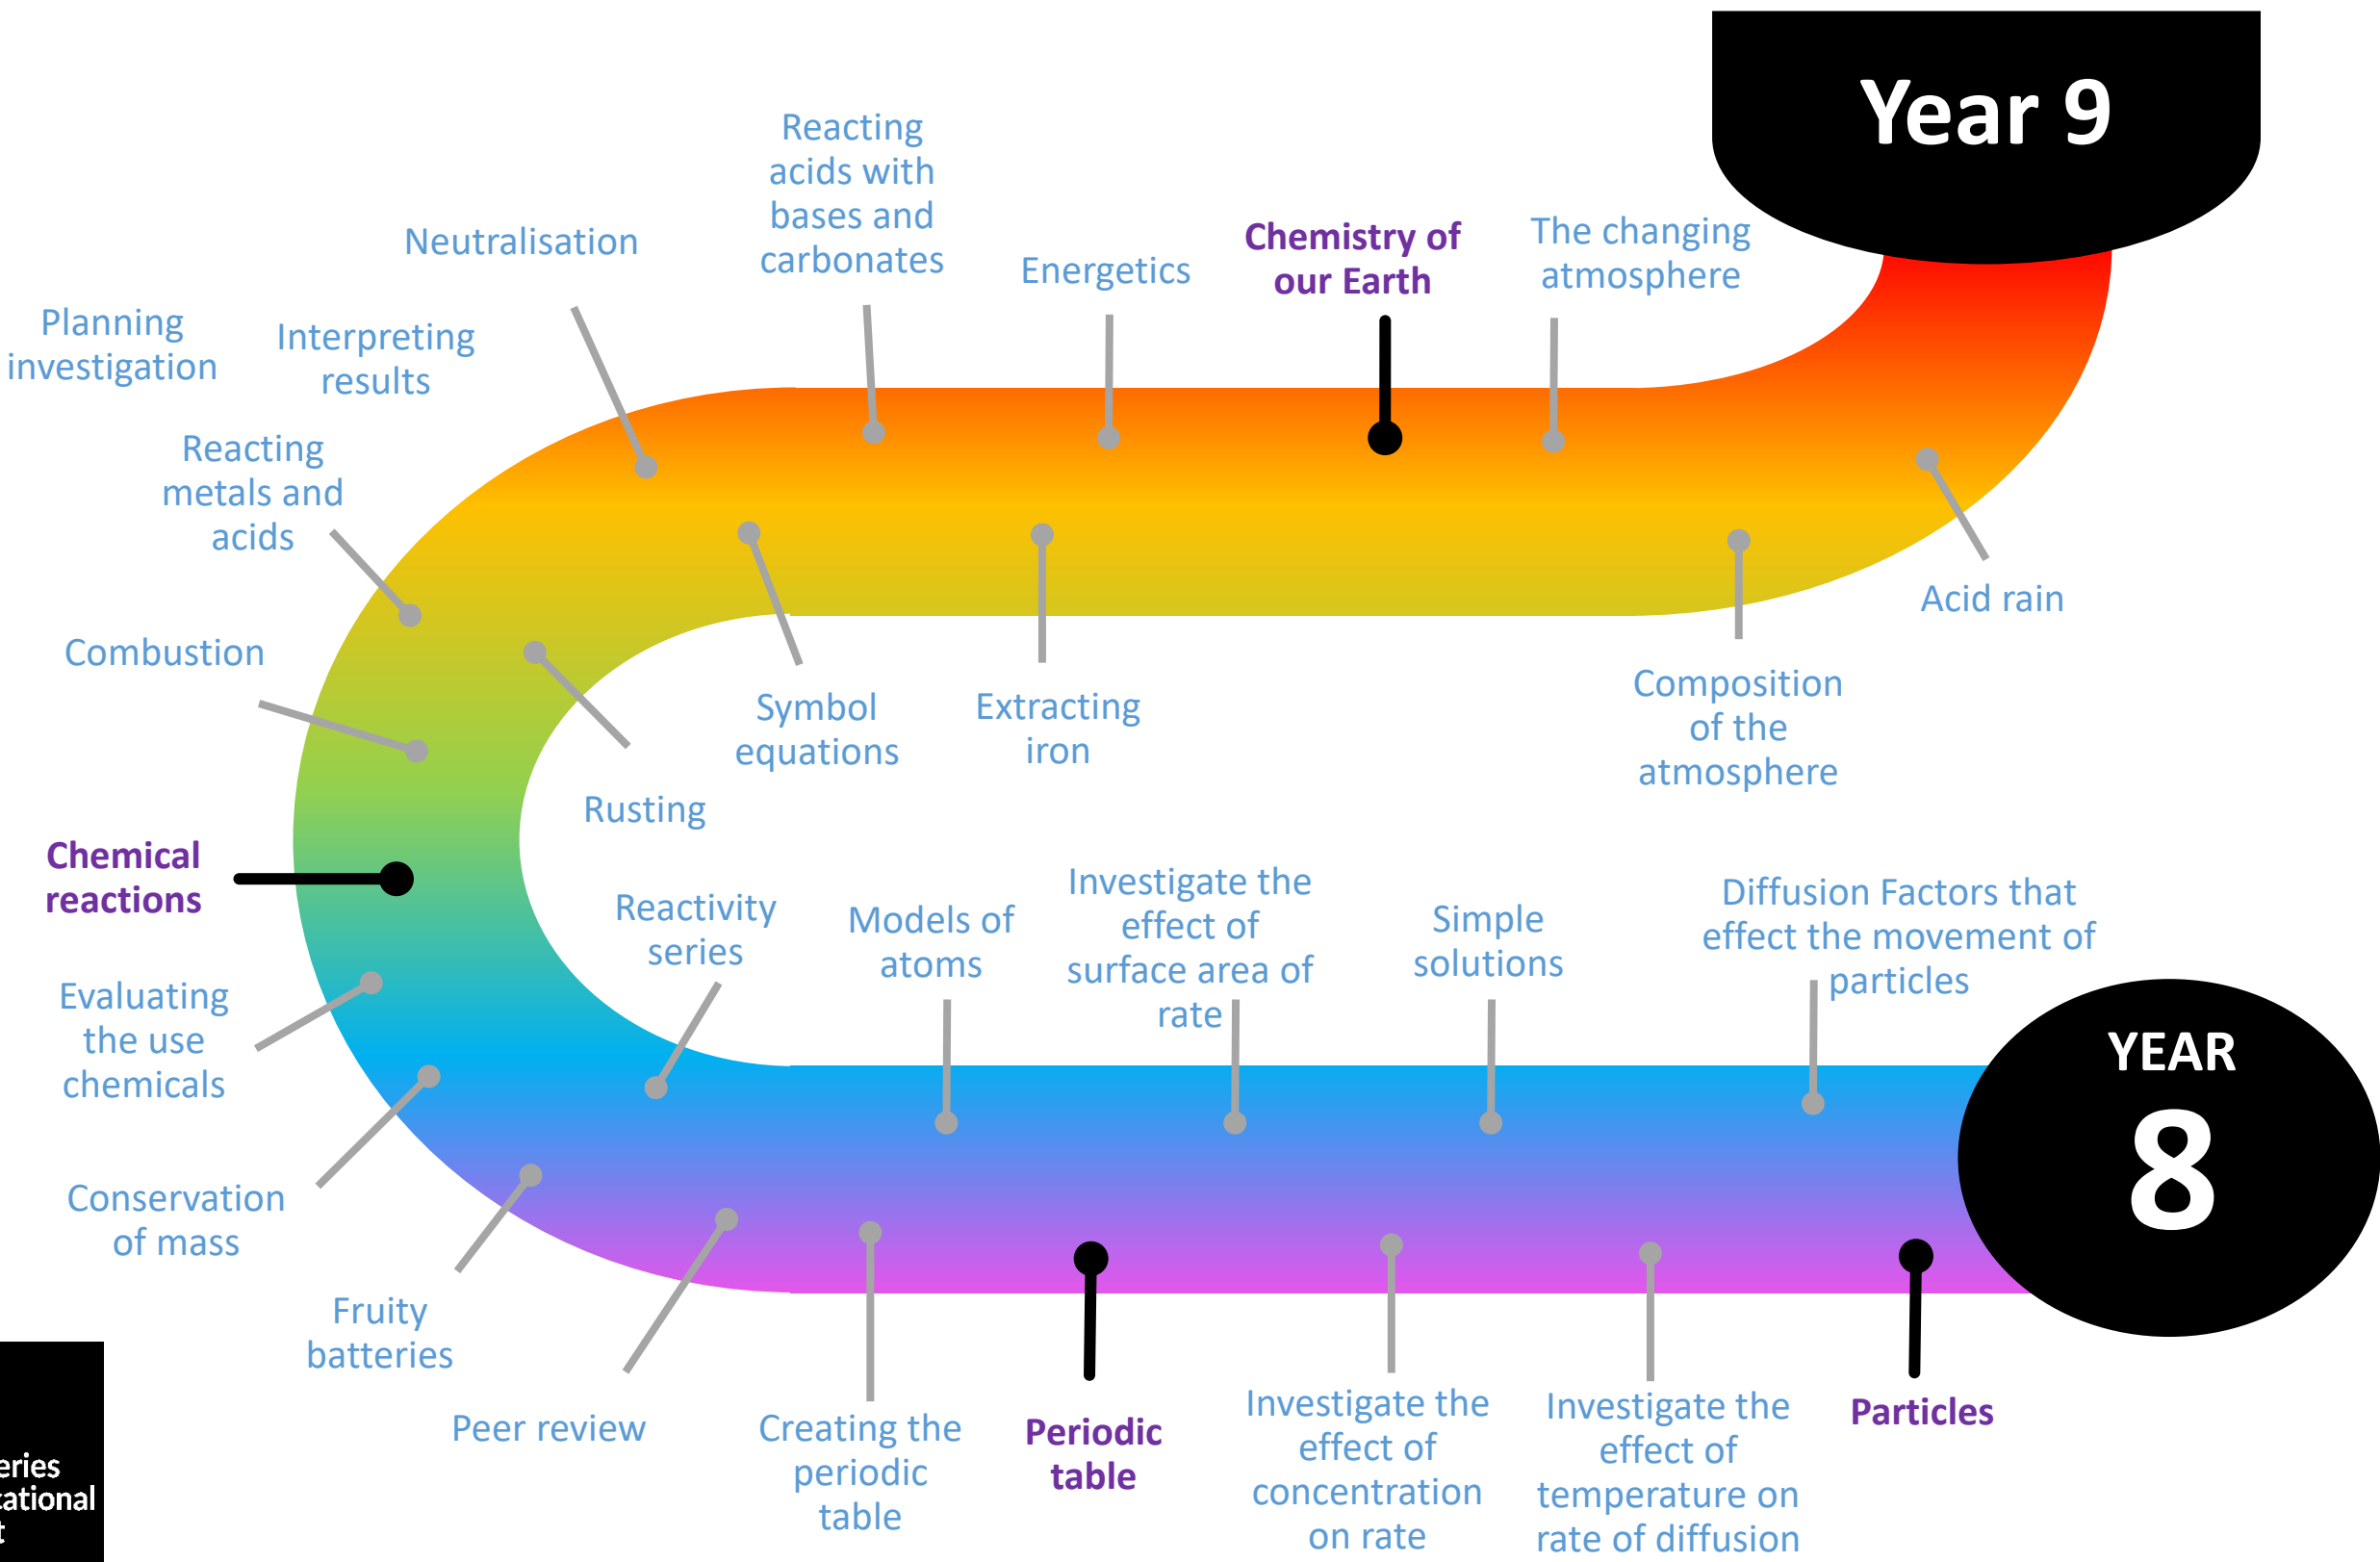 Year 9
Reacting
acids with
bases and
carbonates
Neutralisation
Energetics
Chemistry of
our Earth
The changing
atmosphere
Planning
investigation
Interpreting
results
Reacting
metals and
acids
Combustion
Rusting
Symbol
equations
Extracting
iron
Composition
of the
atmosphere
Acid rain
Chemical
reactions
Evaluating
the use
chemicals
Conservation
of mass
Reactivity
series
Models of
atoms
Investigate the
effect of
surface area of
rate
Simple
solutions
Diffusion Factors that
effect the movement of
particles
YEAR
8
Fruity
batteries
Peer review
Creating the
periodic
table
Periodic
table
Investigate the
effect of
concentration
on rate
Investigate the
effect of
temperature on
rate of diffusion
Particles